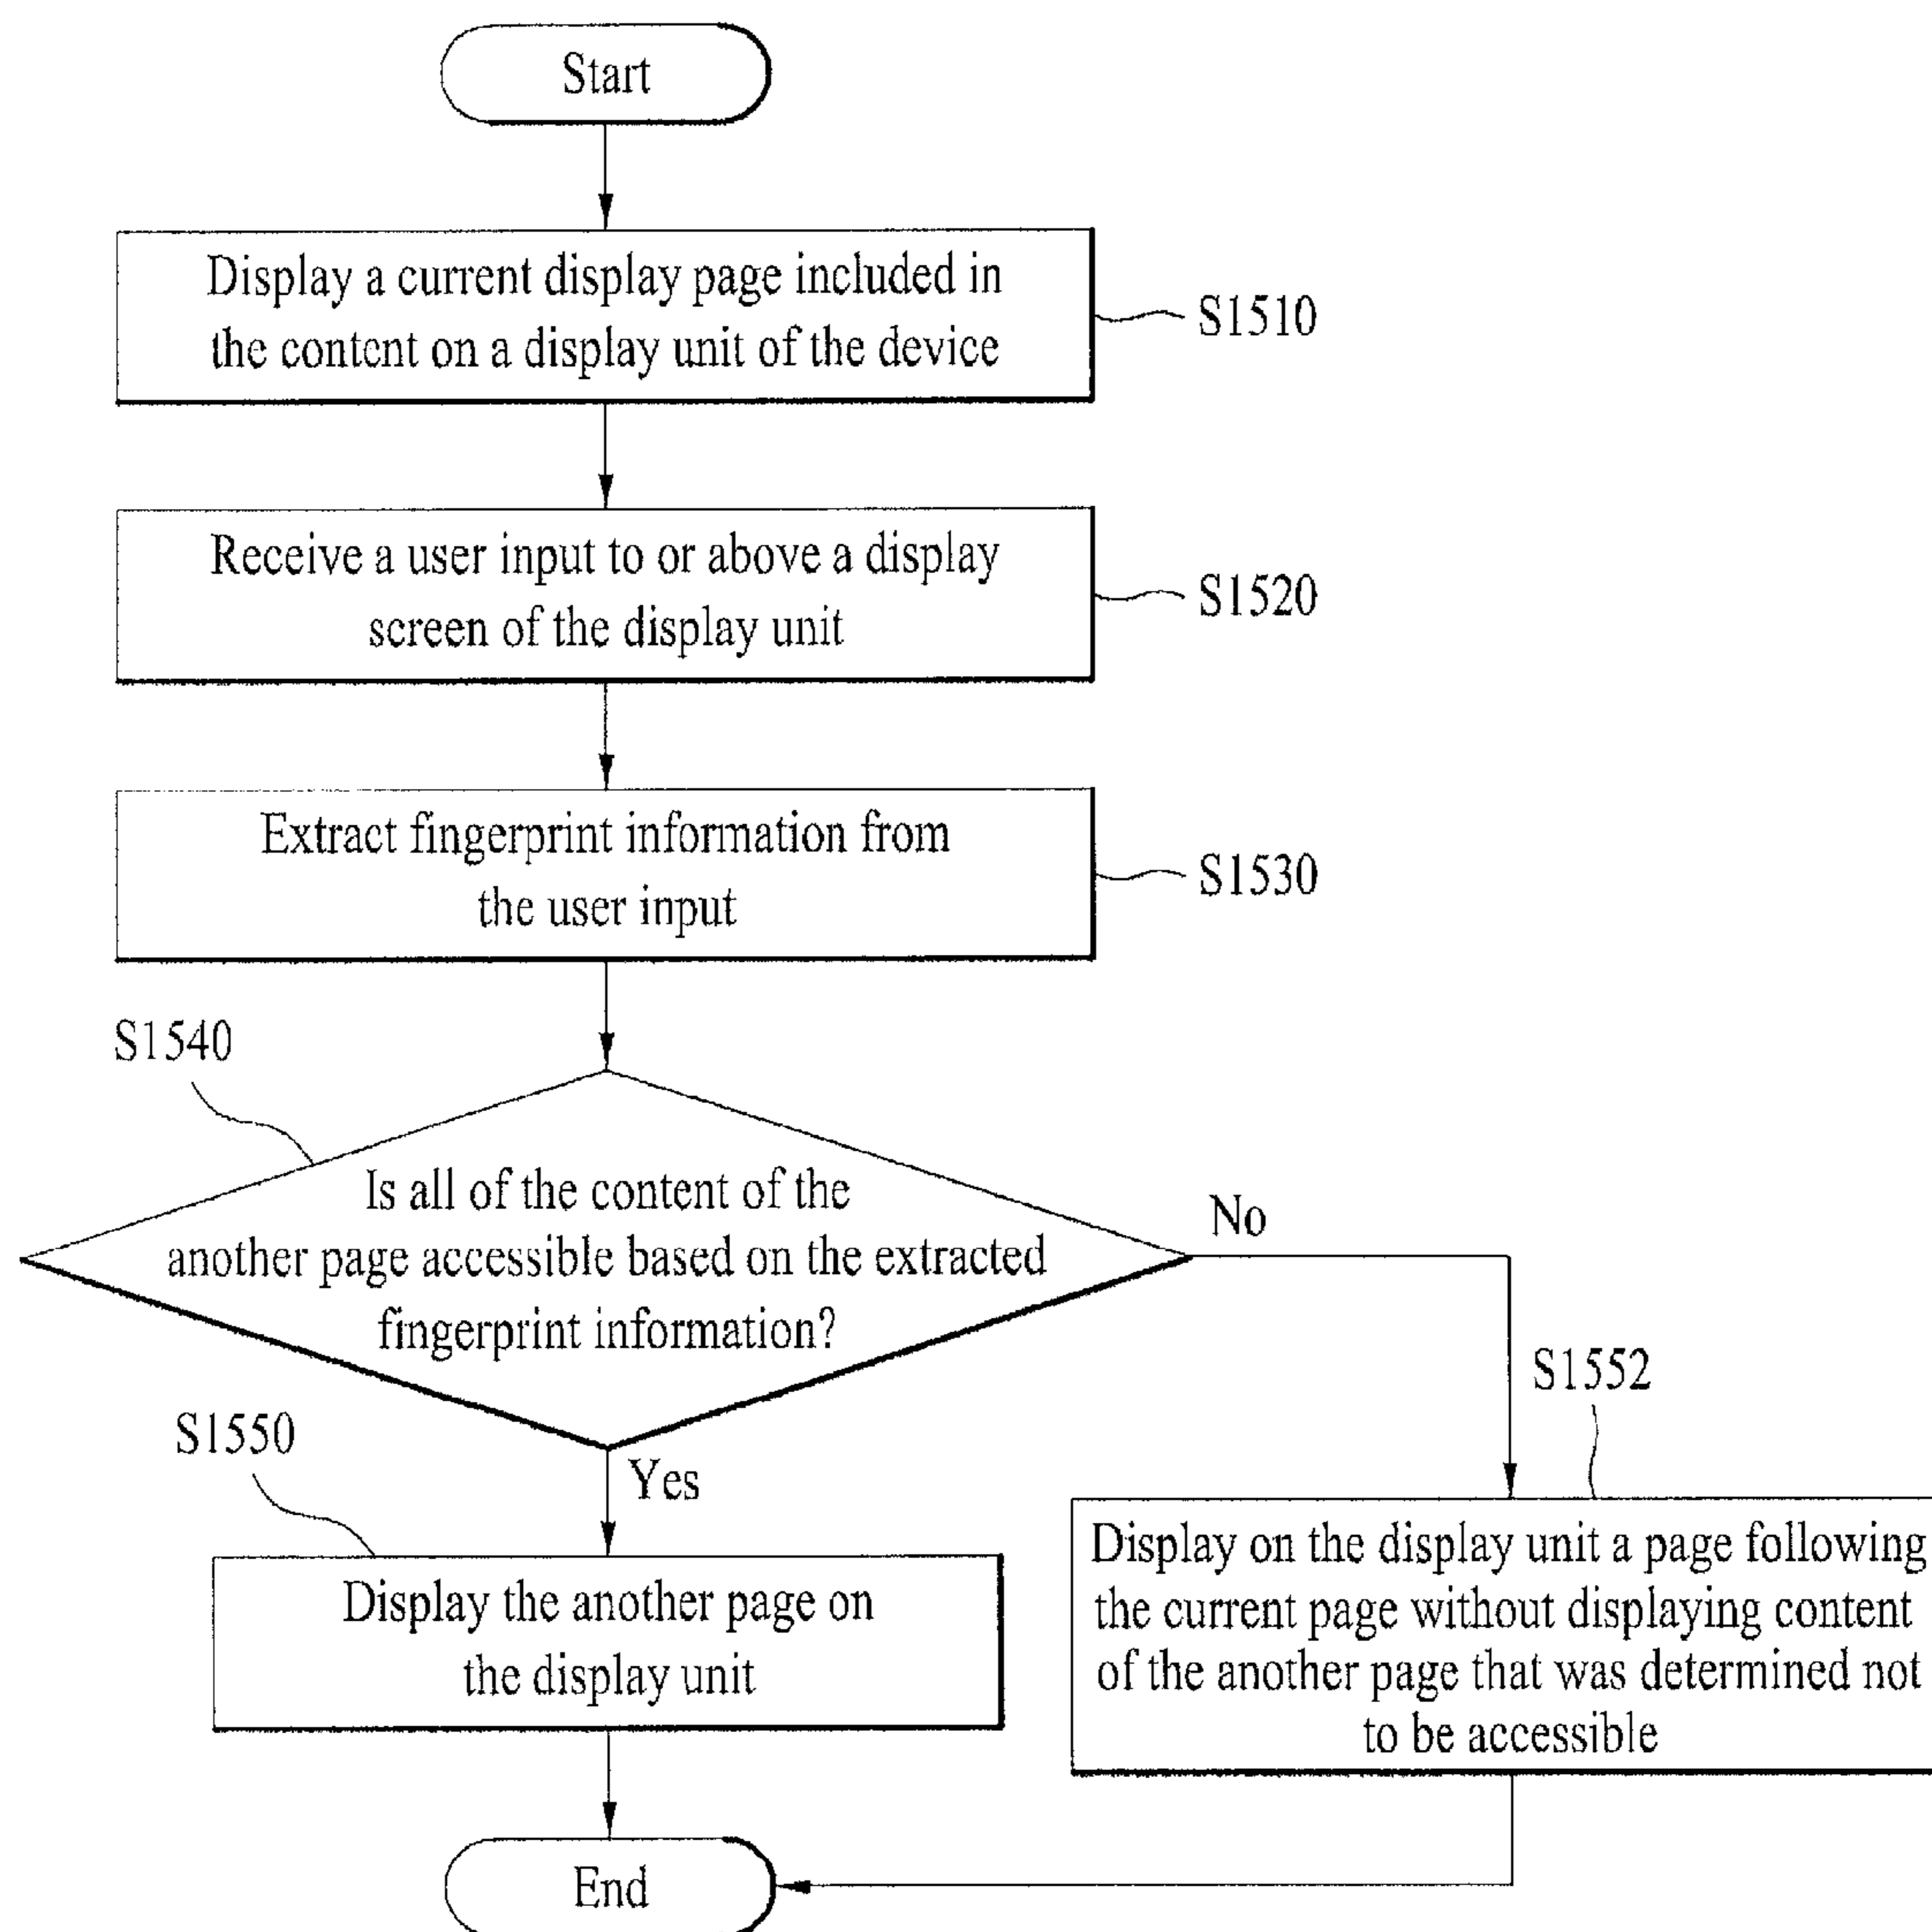 Start
Display a current display page included in
the content on a display unit of the device
S1510
Receive a user input to or above a display
screen of the display unit
S1520
Extract fingerprint information from
the user input
S1530
S1540
Is all of the content of the
another page accessible based on the extracted
fingerprint information?
No
S1552
S1550
Yes
Display the another page on
the display unit
Display on the display unit a page following
the current page without displaying content
of the another page that was determined not
to be accessible
End